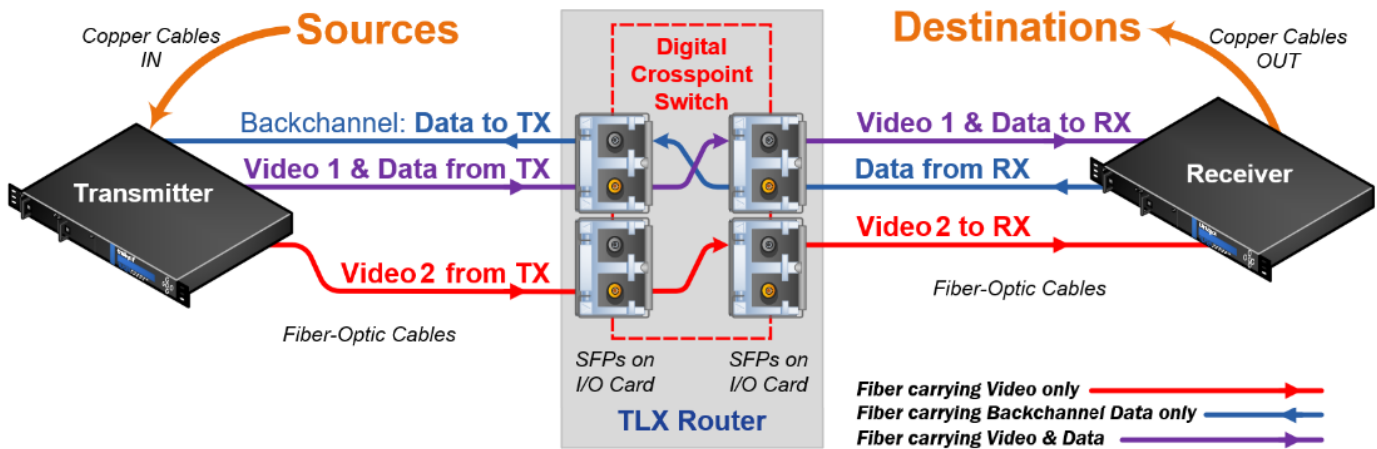 Copper Cables
IN
Sources
Digital
Crosspoint
Switch
Destinations
Copper Cables
OUT
Backchannel: Data to TX
Video 1 & Data from TX
Transmitter
Video 2 from TX
Fiber-Optic Cables
Video 1 & Data to RX
Data from RX
Receiver
Video 2 to RX
Fiber-Optic Cables
SFPs on
I/O Card
SFPs on
I/O Card
TLX Router
Fiber carrying Video only
Fiber carrying Backchannel Data only
Fiber carrying Video & Data